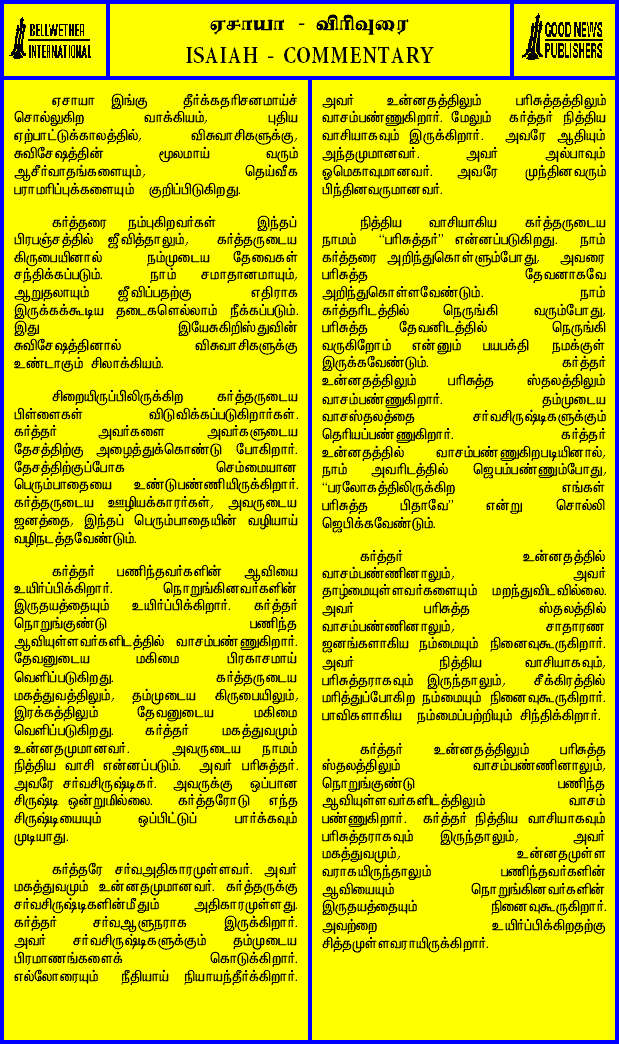 BELLWETHER
INTERNATIONAL
ஏசாயா - விரிவுரை
ISAIAH - COMMENTARY
GOOD NEWS
PUBLISHERS
ஏசாயா இங்கு தீர்க்கதரிசனமாய்ச்
சொல்லுகிற வாக்கியம், புதிய
ஏற்பாட்டுக்காலத்தில், விசுவாசிகளுக்கு,
சுவிசேஷத்தின் மூலமாய் வரும்
ஆசீர்வாதங்களையும், தெய்வீக
பராமரிப்புக்களையும் குறிப்பிடுகிறது.
கர்த்தரை நம்புகிறவர்கள் இந்தப்
பிரபஞ்சத்தில் ஜீவித்தாலும், கர்த்தருடைய
கிருபையினால் நம்முடைய தேவைகள்
சந்திக்கப்படும். நாம் சமாதானமாயும்,
ஆறுதலாயும் ஜீவிப்பதற்கு எதிராக
இருக்கக்கூடிய தடைகளெல்லாம் நீக்கப்படும்.
இது இயேசுகிறிஸ்துவின்
சுவிசேஷத்தினால் விசுவாசிகளுக்கு
உண்டாகும் சிலாக்கியம்.
சிறையிருப்பிலிருக்கிற கர்த்தருடைய
பிள்ளைகள் விடுவிக்கப்படுகிறார்கள்.
கர்த்தர் அவர்களை அவர்களுடைய
தேசத்திற்கு அழைத்துக்கொண்டு போகிறார்.
தேசத்திற்குப்போக செம்மையான
பெரும்பாதையை உண்டுபண்ணியிருக்கிறார்.
கர்த்தருடைய ஊழியக்காரர்கள், அவருடைய
ஜனத்தை, இந்தப் பெரும்பாதையின் வழியாய்
வழிநடத்தவேண்டும்.
கர்த்தர் பணிந்தவர்களின் ஆவியை
உயிர்ப்பிக்கிறார். நொறுங்கினவர்களின்
இருதயத்தையும் உயிர்ப்பிக்கிறார். கர்த்தர்
நொறுங்குண்டு பணிந்த
ஆவியுள்ளவர்களிடத்தில் வாசம்பண்ணுகிறார்.
தேவனுடைய மகிமை பிரகாசமாய்
வெளிப்படுகிறது. கர்த்தருடைய
மகத்துவத்திலும், தம்முடைய கிருபையிலும்,
இரக்கத்திலும் தேவனுடைய மகிமை
வெளிப்படுகிறது. கர்த்தர் மகத்துவமும்
உன்னதமுமானவர். அவருடைய நாமம்
நித்திய வாசி என்னப்படும். அவர் பரிசுத்தர்.
அவரே சர்வசிருஷ்டிகர். அவருக்கு ஒப்பான
சிருஷ்டி ஒன்றுமில்லை. கர்த்தரோடு எந்த
சிருஷ்டியையும் ஒப்பிட்டுப் பார்க்கவும்
முடியாது.
கர்த்தரே சர்வஅதிகாரமுள்ளவர். அவர்
மகத்துவமும் உன்னதமுமானவர். கர்த்தருக்கு
சர்வசிருஷ்டிகளின்மீதும் அதிகாரமுள்ளது.
கர்த்தர் சர்வஆளுநராக இருக்கிறார்.
அவர் சர்வசிருஷ்டிகளுக்கும் தம்முடைய
பிரமாணங்களைக் கொடுக்கிறார்.
எல்லோரையும் நீதியாய் நியாயந்தீர்க்கிறார்.
அவர் உன்னதத்திலும் பரிசுத்தத்திலும்
வாசம்பண்ணுகிறார். மேலும் கர்த்தர் நித்திய
வாசியாகவும் இருக்கிறார். அவரே ஆதியும்
அந்தமுமானவர். அவர் அல்பாவும்
ஓமெகாவுமானவர். அவரே முந்தினவரும்
பிந்தினவருமானவர்.
நித்திய வாசியாகிய கர்த்தருடைய
நாமம் “பரிசுத்தர்” என்னப்படுகிறது. நாம்
கர்த்தரை அறிந்துகொள்ளும்போது, அவரை
பரிசுத்த தேவனாகவே
அறிந்துகொள்ளவேண்டும். நாம்
கர்த்தரிடத்தில் நெருங்கி வரும்போது,
பரிசுத்த தேவனிடத்தில் நெருங்கி
வருகிறோம் என்னும் பயபக்தி நமக்குள்
இருக்கவேண்டும். கர்த்தர்
உன்னதத்திலும் பரிசுத்த ஸ்தலத்திலும்
வாசம்பண்ணுகிறார். தம்முடைய
வாசஸ்தலத்தை சர்வசிருஷ்டிகளுக்கும்
தெரியப்பண்ணுகிறார். கர்த்தர்
உன்னதத்தில் வாசம்பண்ணுகிறபடியினால்,
நாம் அவரிடத்தில் ஜெபம்பண்ணும்போது,
“பரலோகத்திலிருக்கிற எங்கள்
பரிசுத்த பிதாவே” என்று சொல்லி
ஜெபிக்கவேண்டும்.
கர்த்தர் உன்னதத்தில்
வாசம்பண்ணினாலும், அவர்
தாழ்மையுள்ளவர்களையும் மறந்துவிடவில்லை.
அவர் பரிசுத்த ஸ்தலத்தில்
வாசம்பண்ணினாலும், சாதாரண
ஜனங்களாகிய நம்மையும் நினைவுகூருகிறார்.
அவர் நித்திய வாசியாகவும்,
பரிசுத்தராகவும் இருந்தாலும், சீக்கிரத்தில்
மரித்துப்போகிற நம்மையும் நினைவுகூருகிறார்.
பாவிகளாகிய நம்மைப்பற்றியும் சிந்திக்கிறார்.
கர்த்தர் உன்னதத்திலும் பரிசுத்த
ஸ்தலத்திலும் வாசம்பண்ணினாலும்,
நொறுங்குண்டு பணிந்த
ஆவியுள்ளவர்களிடத்திலும் வாசம்
பண்ணுகிறார். கர்த்தர் நித்திய வாசியாகவும்
பரிசுத்தராகவும் இருந்தாலும், அவர்
மகத்துவமும், உன்னதமுள்ள
வராயிருந்தாலும் பணிந்தவர்களின்
ஆவியையும் நொறுங்கினவர்களின்
இருதயத்தையும் நினைவுகூருகிறார்.
அவற்றை உயிர்ப்பிக்கிறதற்கு
சித்தமுள்ளவராயிருக்கிறார்.